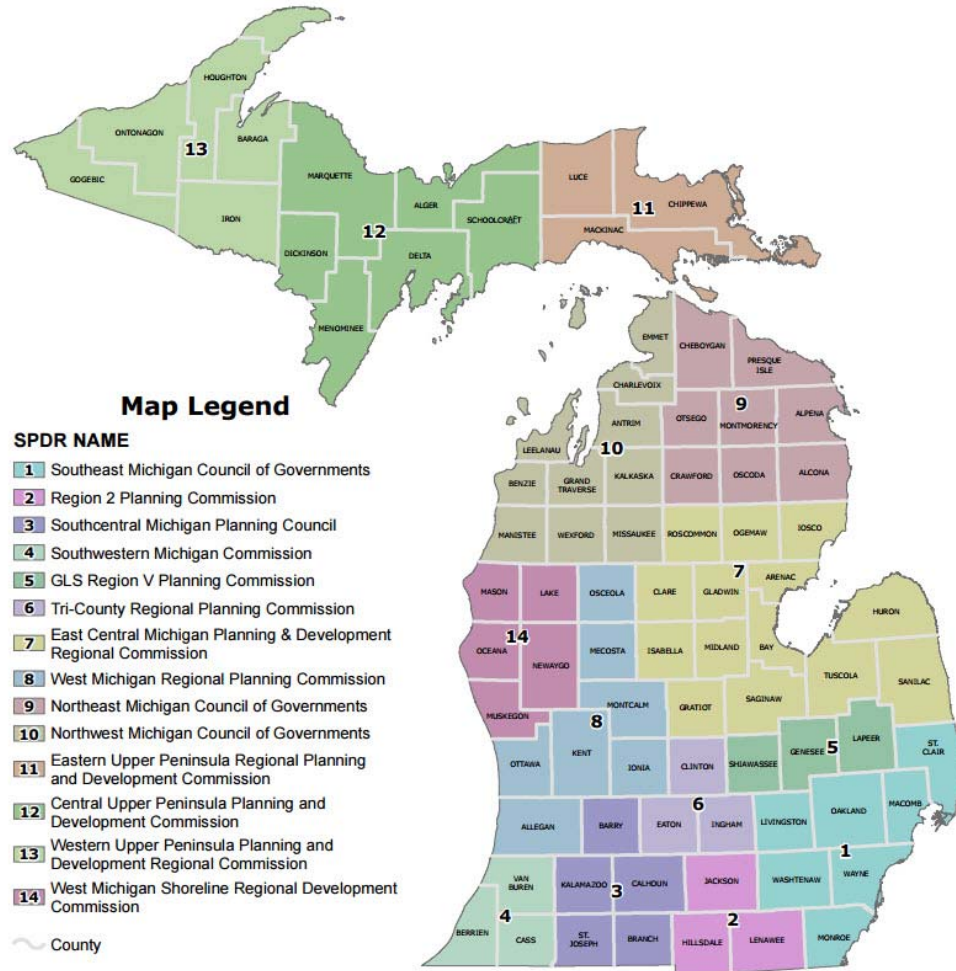 HOUGHTON
ONTONAGON
BARAGA
13
GOGEBIC
MARQUETTE
LUCE
ALGER
CHIPPEWA
IRON
SCHOOLCRAFT
11
12
MACKINAC
DICKINSON
DELTA
MENOMINEE
EMMET
CHEBOYGAN
PRESQUE
ISLE
CHARLEVOIX
9
OTSEGO
MONTMORENCY
ALPENA
ANTRIM
10
LEELANAU
BENZIE
GRAND
TRAVERSE
KALKASKA
CRAWFORD
OSCODA
ALCONA
MANISTEE
WEXFORD
MISSAUKEE
ROSCOMMON
OGEMAW
IOSCO
7
MASON
LAKE
OSCEOLA
CLARE
GLADWIN
ARENAC
HURON
14
OCEANA
NEWAYGO
MECOSTA
ISABELLA
MIDLAND
BAY
TUSCOLA
SANILAC
MUSKEGON
MONTCALM
GRATIOT
SAGINAW
8
OTTAWA
KENT
IONIA
CLINTON
SHIAWASSEE
GENESEE
5
LAPEER
ST.
CLAIR
6
ALLEGAN
BARRY
EATON
INGHAM
LIVINGSTON
OAKLAND
MACOMB
1
VAN
BUREN
KALAMAZOO
3
CALHOUN
JACKSON
WASHTENAW
WAYNE
4
BERRIEN
CASS
ST.
JOSEPH
BRANCH
2
HILLSDALE
LENAWEE
MONROE
Map Legend
SPDR NAME
1 Southeast Michigan Council of Governments
2 Region 2 Planning Commission
3 Southcentral Michigan Planning Council
4 Southwestern Michigan Commission
5 GLS Region V Planning Commission
6 Tri-County Regional Planning Commission
7 East Central Michigan Planning & Development
Regional Commission
8 West Michigan Regional Planning Commission
9 Northeast Michigan Council of Governments
10 Northwest Michigan Council of Governments
11 Eastern Upper Peninsula Regional Planning
and Development Commission
12 Central Upper Peninsula Planning and
Development Commission
13 Western Upper Peninsula Planning and
Development Regional Commission
14 West Michigan Shoreline Regional Development
Commission
County